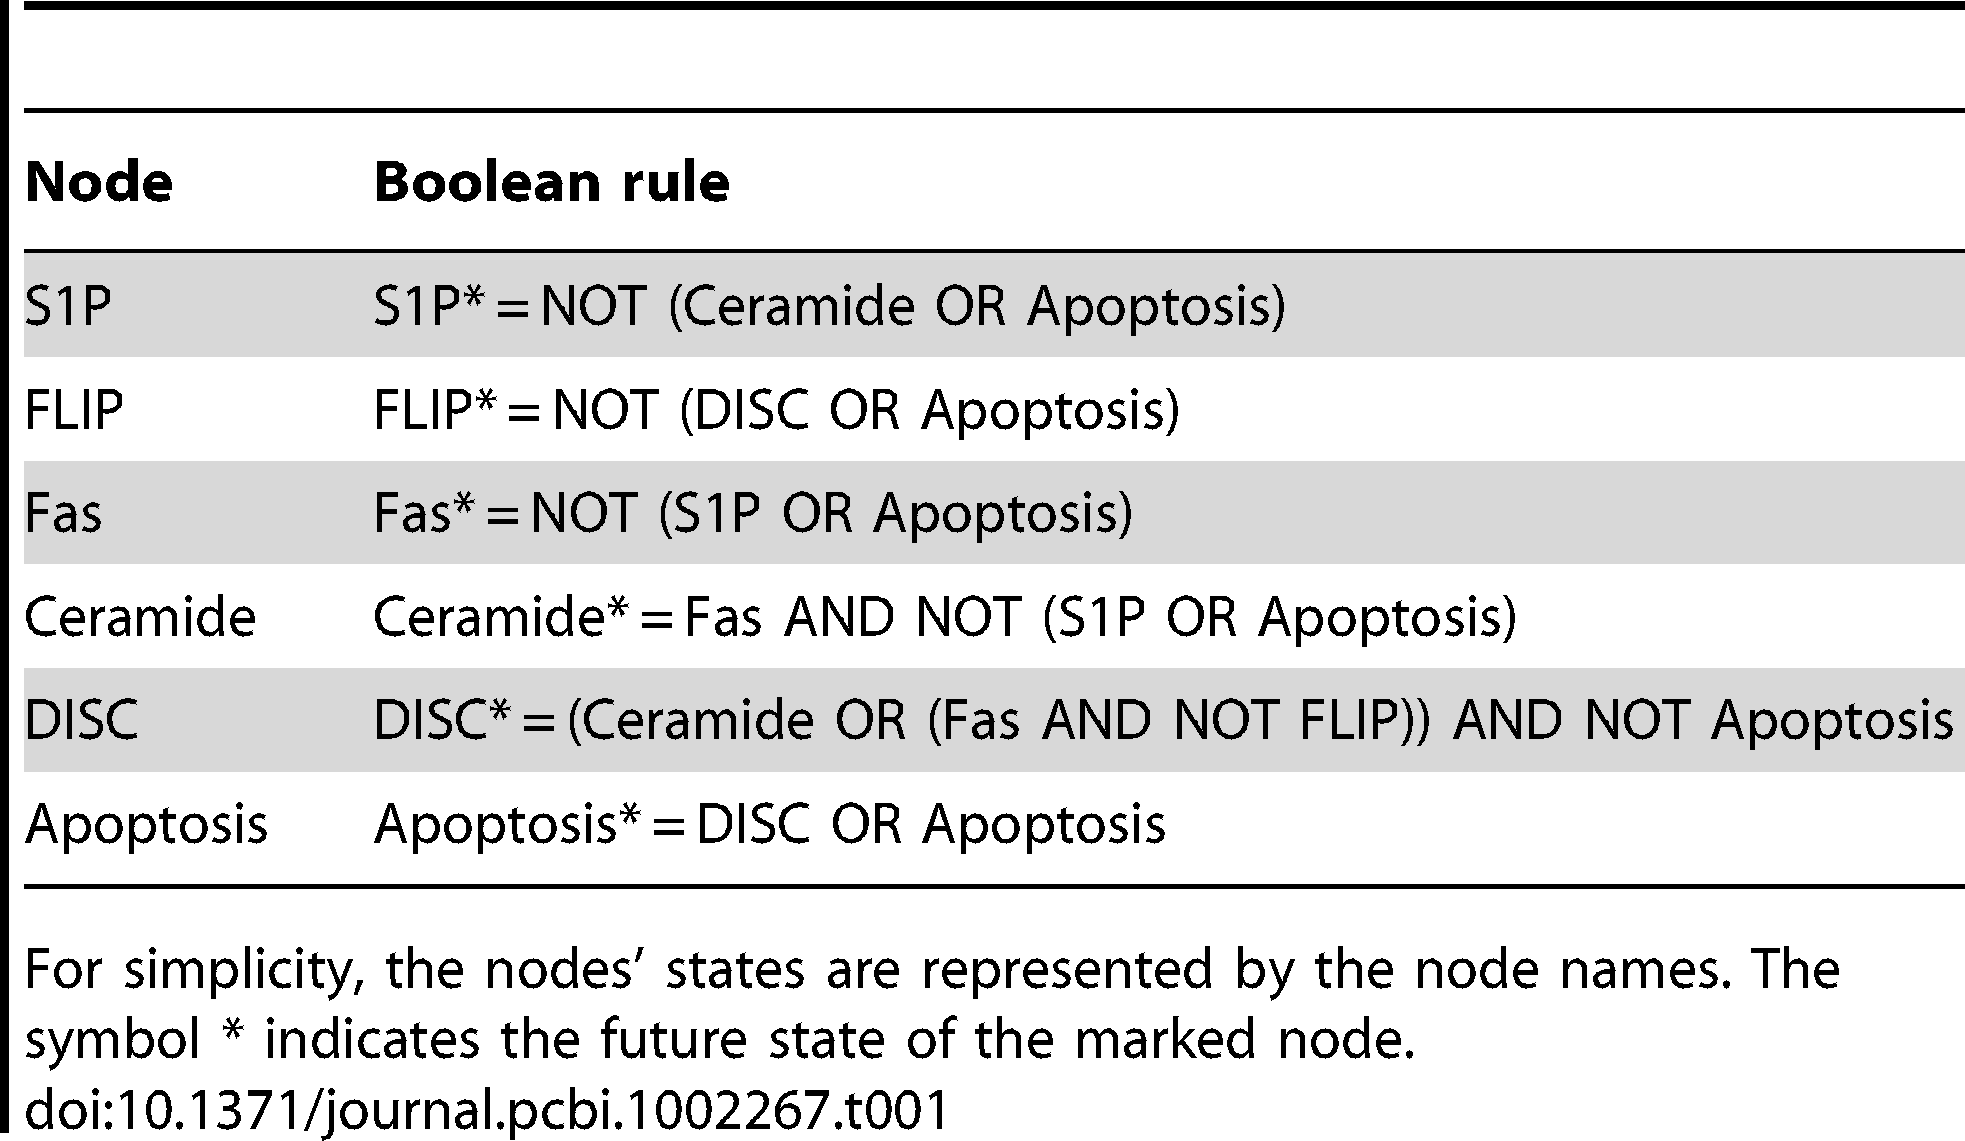 Node Boolean rule
S1P S1P* = NOT (Ceramide OR Apoptosis)
FLIP FLIP* = NOT (DISC OR Apoptosis)
Fas Fas* = NOT (S1P OR Apoptosis)
Ceramide Ceramide* = Fas AND NOT (S1P OR Apoptosis)
DISC DISC* = (Ceramide OR (Fas AND NOT FLIP)) AND NOT Apoptosis
Apoptosis Apoptosis* = DISC OR Apoptosis
For simplicity, the nodes’ states are represented by the node names. The
symbol * indicates the future state of the marked node.
doi:10.1371/journal.pcbi.1002267.t001